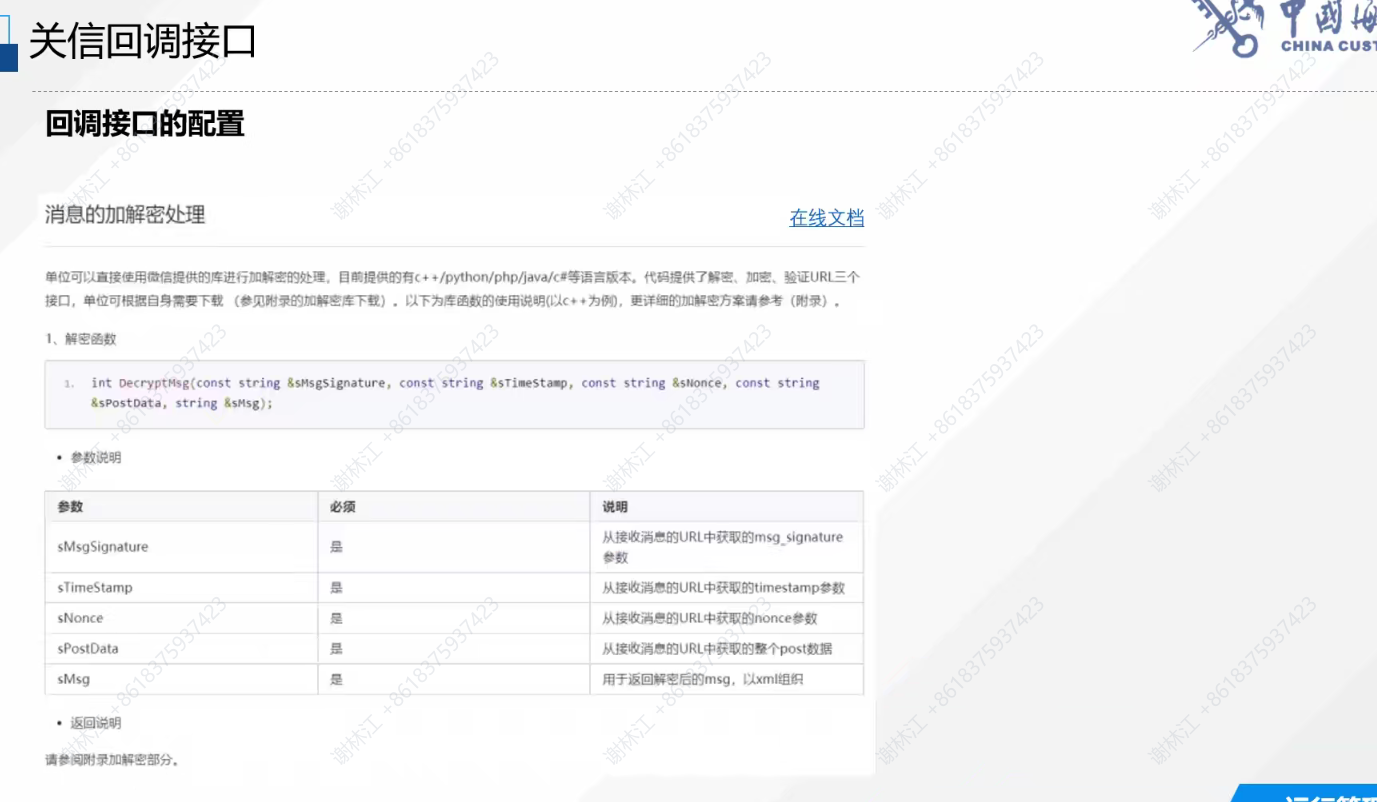 关信回调接口
CHINA CUST
回调接口的配置
消息的加解密处理
在线文档
单位可以直接使用微信提供的库进行加解密的处理，目前提供的有c++/python/php/java/c#等语言版本。代码提供了解密、加密、验证URL三个
接口，单位可根据自身需要下载 （参见附录的加解密库下载）。以下为库函数的使用说明(以c++为例)，更详细的加解密方案请参考（附录）。
1、解密函数
1. int DecryptMsg(const string &sMsgSignature, const string &sTimeStamp, const string &sNonce, const string
&sPostData, string &sMsg);
• 参数说明
参数 必须 说明
sMsgSignature 是 从接收消息的URL中获取的msg_signature
参数
sTimeStamp 是 从接收消息的URL中获取的timestamp参数
sNonce 是 从接收消息的URL中获取的nonce参数
sPostData 是 从接收消息的URL中获取的整个post数据
sMsg 是 用于返回解密后的msg，以xml组织
• 返回说明
请参阅附录加解密部分。
谢林江 +8618375937423